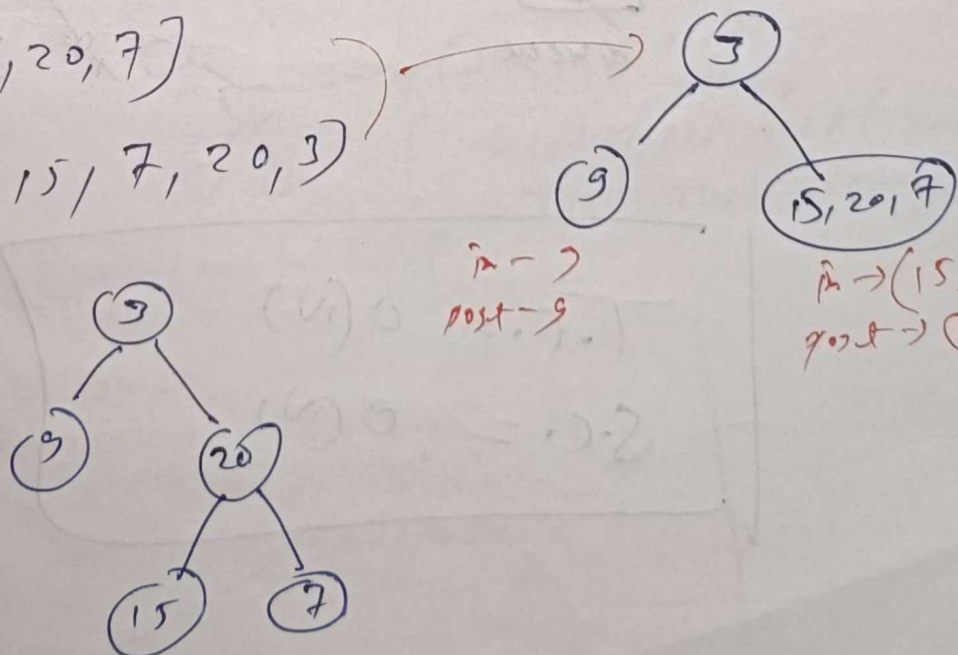 , 20, 7]
15, 7, 20, 3)
3
9
15, 20, 7
in - 9
post - 9
in → (15,
post → (
3
9
20
15
7